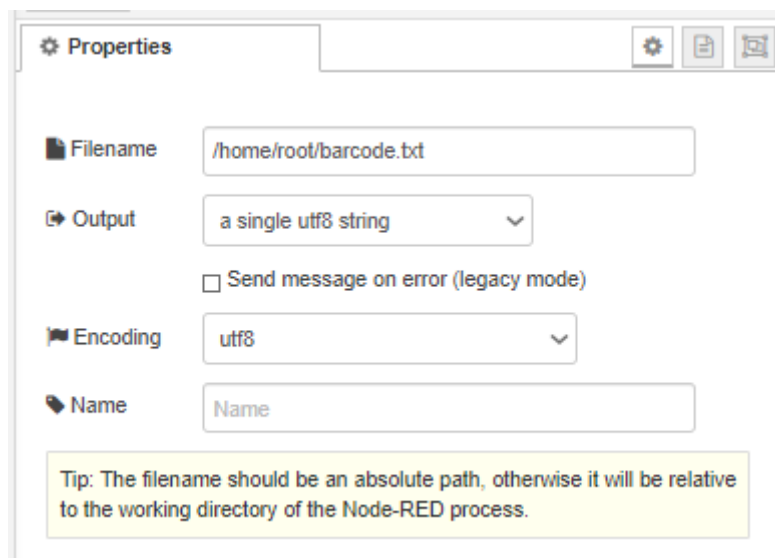 Properties
Filename /home/root/barcode.txt
Output a single utf8 string
Send message on error (legacy mode)
Encoding utf8
Name Name
Tip: The filename should be an absolute path, otherwise it will be relative
to the working directory of the Node-RED process.